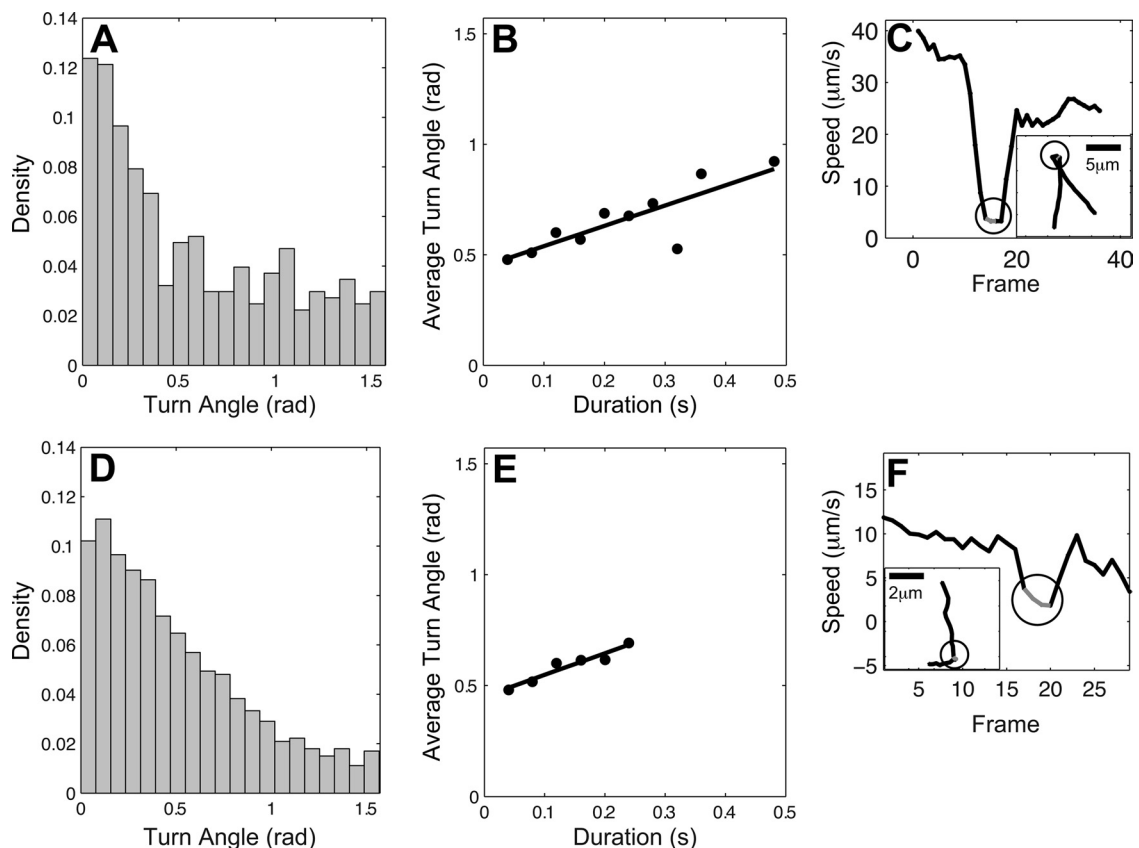 A
0.14
0.12
0.1
0.08
0.06
0.04
0.02
0
Density
0 0.5 1 1.5
Turn Angle (rad)
B
1.5
1
0.5
0
Average Turn Angle (rad)
0 0.1 0.2 0.3 0.4 0.5
Duration (s)
C
40
30
20
10
0
Speed (μm/s)
5μm
0 20 40
Frame
D
0.14
0.12
0.1
0.08
0.06
0.04
0.02
0
Density
0 0.5 1 1.5
Turn Angle (rad)
E
1.5
1
0.5
0
Average Turn Angle (rad)
0 0.1 0.2 0.3 0.4 0.5
Duration (s)
F
15
10
5
0
−5
Speed (μm/s)
2μm
5 10 15 20 25
Frame